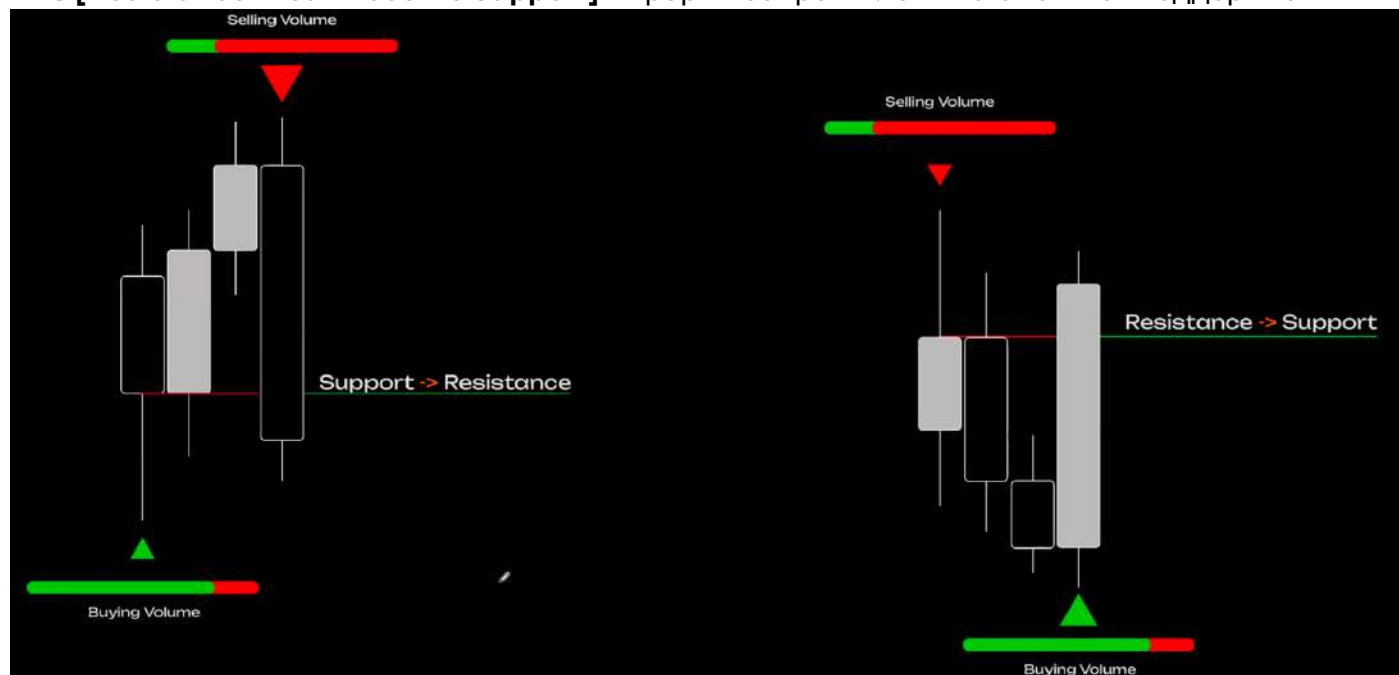 Selling Volume
Selling Volume
Resistance -> Support
Support -> Resistance
Buying Volume
Buying Volume